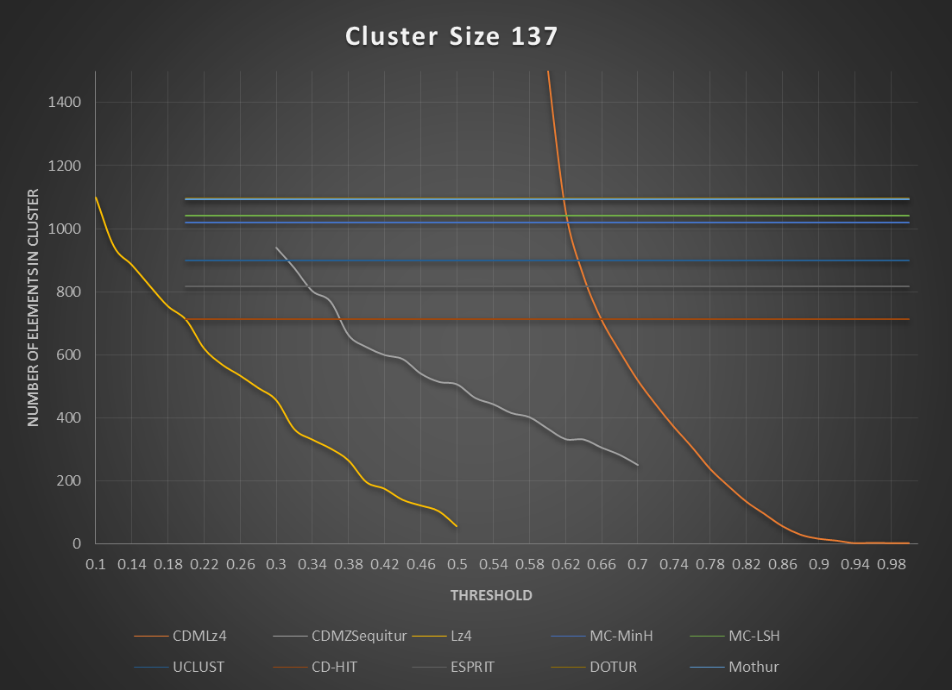 Cluster Size 137
NUMBER OF ELEMENTS IN CLUSTER
1400
1200
1000
800
600
400
200
0
0.1 0.14 0.18 0.22 0.26 0.3 0.34 0.38 0.42 0.46 0.5 0.54 0.58 0.62 0.66 0.7 0.74 0.78 0.82 0.86 0.9 0.94 0.98
THRESHOLD
CDMLz4 CDMZSequitur Lz4 MC-MinH MC-LSH
UCLUST CD-HIT ESPRIT DOTUR Mothur